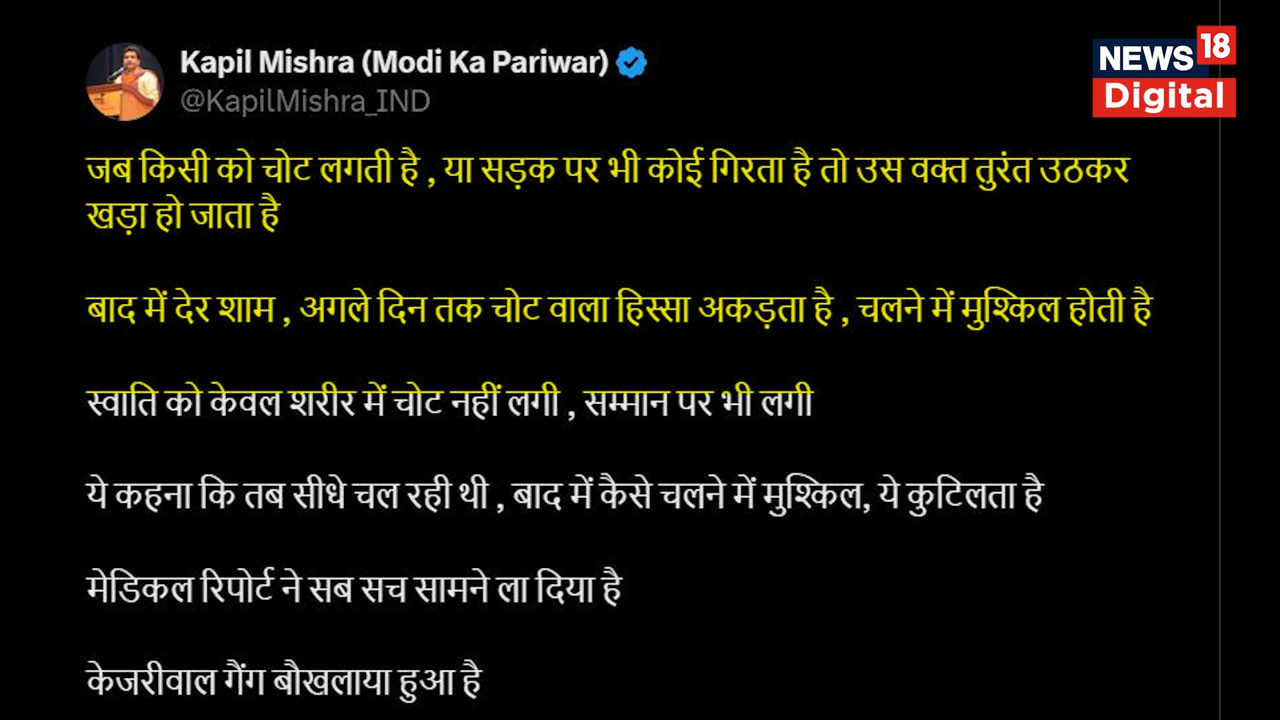 Kapil Mishra (Modi Ka Pariwar)
@KapilMishra_IND
NEWS 18
Digital
जब किसी को चोट लगती है , या सड़क पर भी कोई गिरता है तो उस वक्त तुरंत उठकर
खड़ा हो जाता है
बाद में देर शाम , अगले दिन तक चोट वाला हिस्सा अकड़ता है , चलने में मुश्किल होती है
स्वाति को केवल शरीर में चोट नहीं लगी , सम्मान पर भी लगी
ये कहना कि तब सीधे चल रही थी , बाद में कैसे चलने में मुश्किल, ये कुटिलता है
मेडिकल रिपोर्ट ने सब सच सामने ला दिया है
केजरीवाल गैंग बौखलाया हुआ है